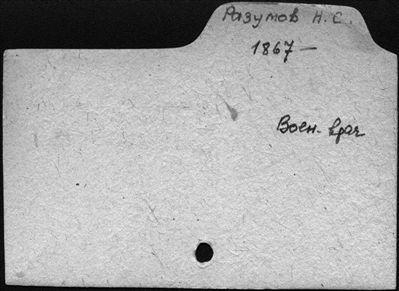 Разумов Н. С.
1867 —
Воен. врач